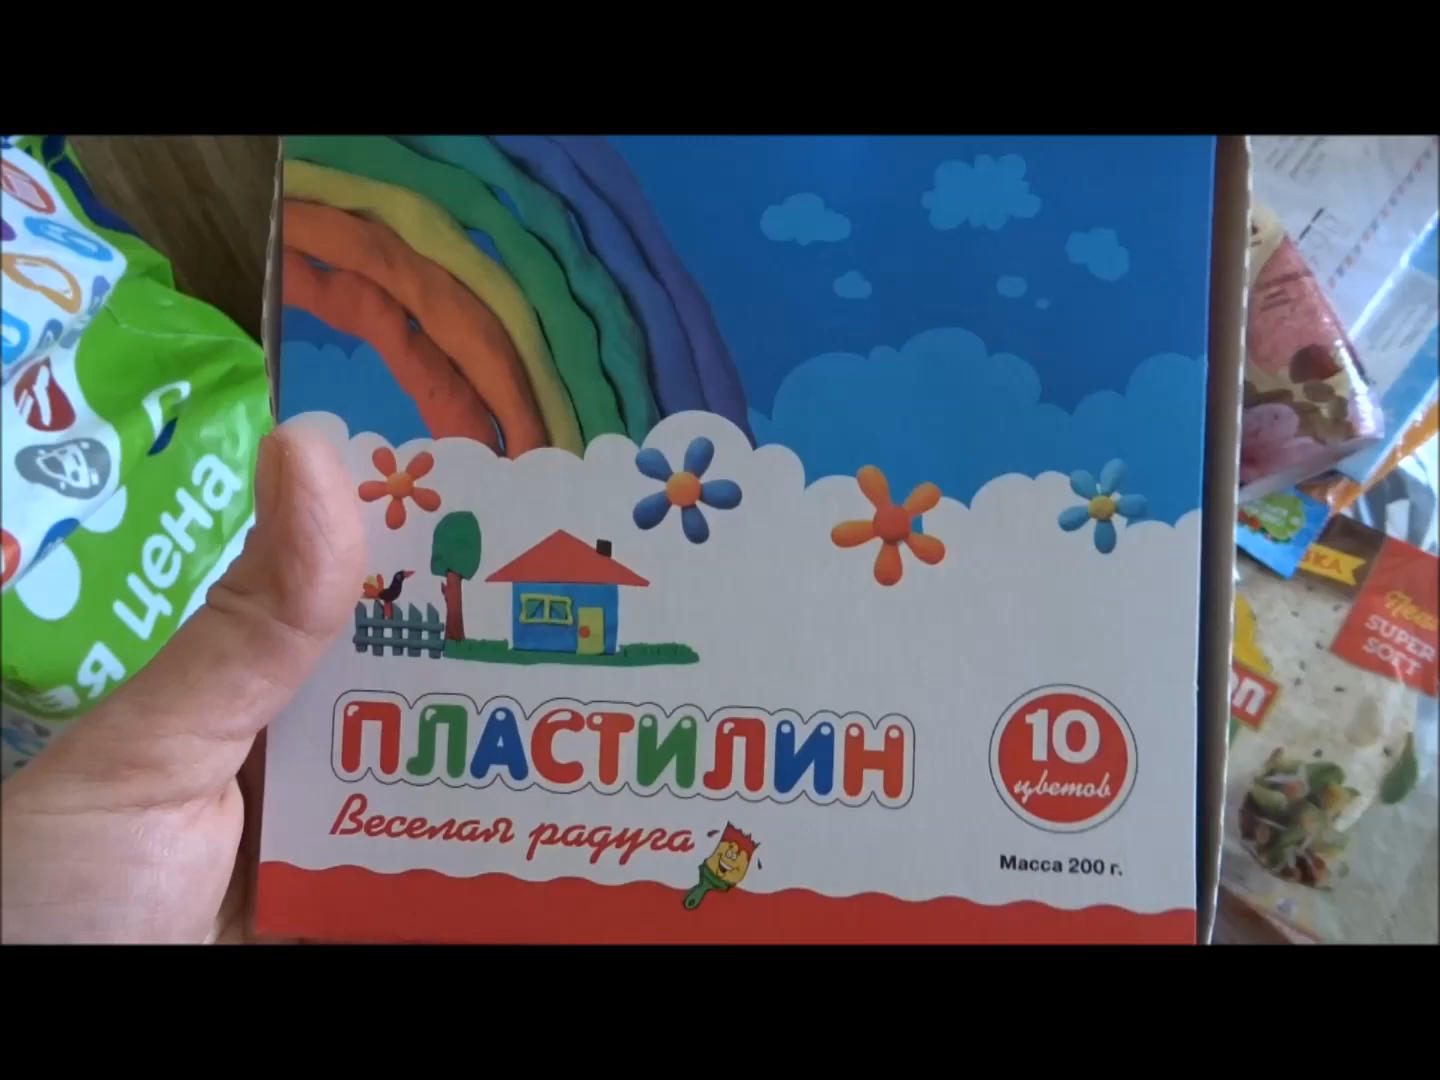 цена
ПЛАСТИЛИН
Веселая радуга
10
цветов
Масса 200 г.
SUPER
SOFT